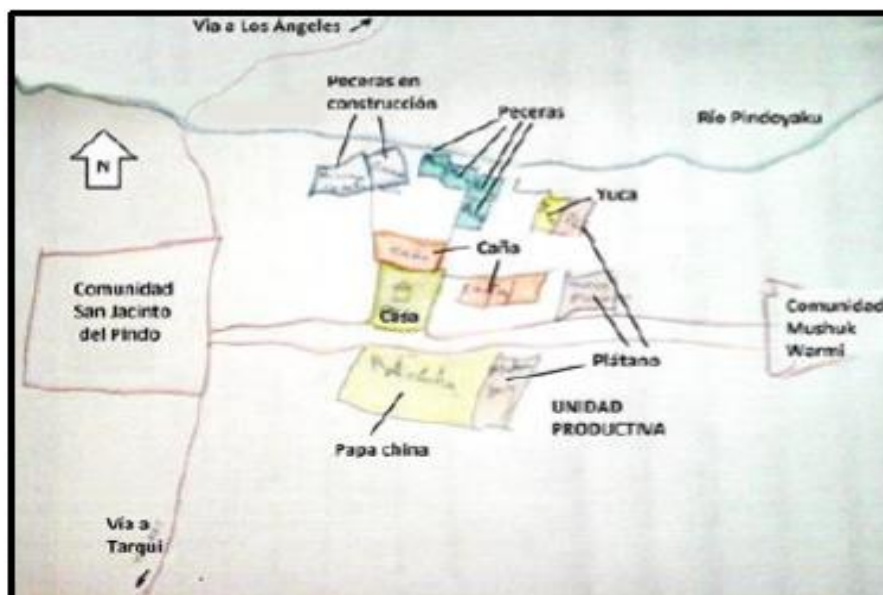 Vía a Los Ángeles
Peceras en
construcción
Peceras
Río Pindoyaku
N
Yuca
Caña
Comunidad
San Jacinto
del Pindo
Casa
Comunidad
Mushuk
Warmi
Plátano
UNIDAD
PRODUCTIVA
Papa china
Vía a
Tarqui